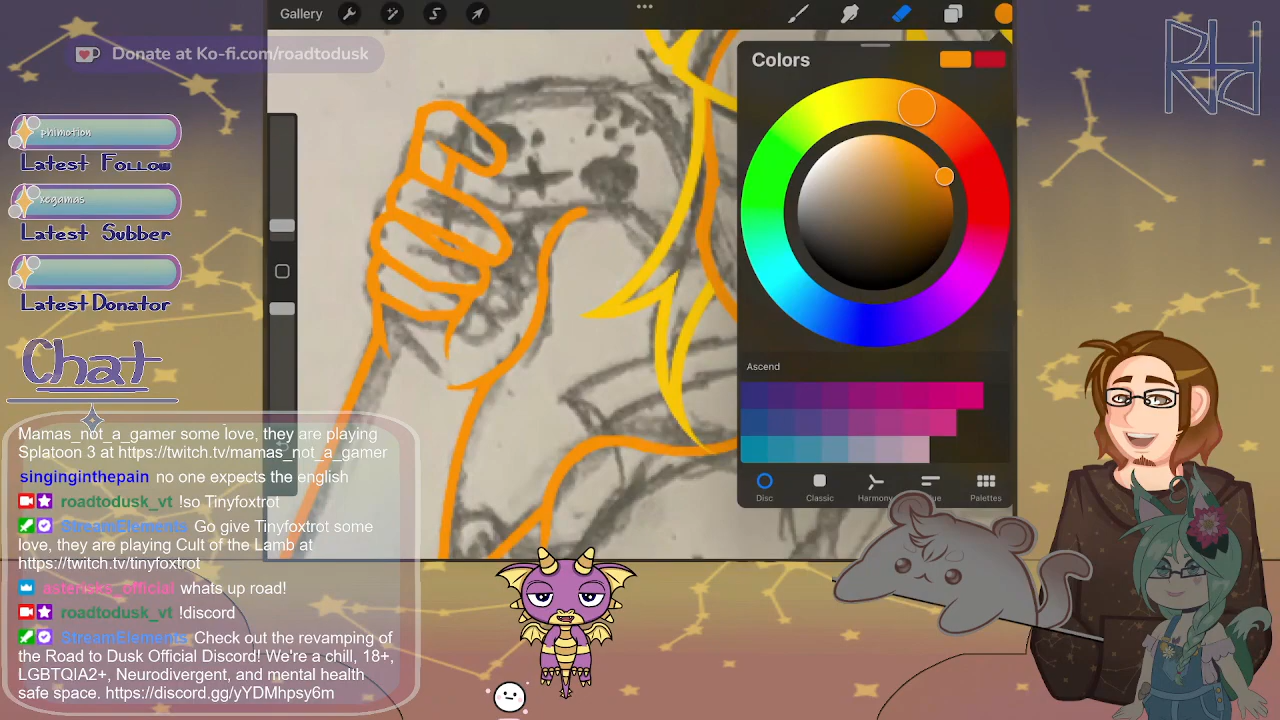 Gallery
Donate at Ko-fi.com/roadtodusk
Colors
RtD
phimotion
Latest Follow
xcgamas
Latest Subber
Latest Donator
Chat
Mamas_not_a_gamer some love, they are playing
Splatoon 3 at https://twitch.tv/mamas_not_a_gamer
singinginthepain no one expects the english
roadtodusk_vt !so Tinyfoxtrot
StreamElements Go give Tinyfoxtrot some
love, they are playing Cult of the Lamb at
https://twitch.tv/tinyfoxtrot
asterisks_official whats up road!
roadtodusk_vt !discord
StreamElements Check out the revamping of
the Road to Dusk Official Discord! We're a chill, 18+,
LGBTQIA2+, Neurodivergent, and mental health
safe space. https://discord.gg/yYDMhpsy6m
Ascend
Disc
Classic
Harmony
Palettes